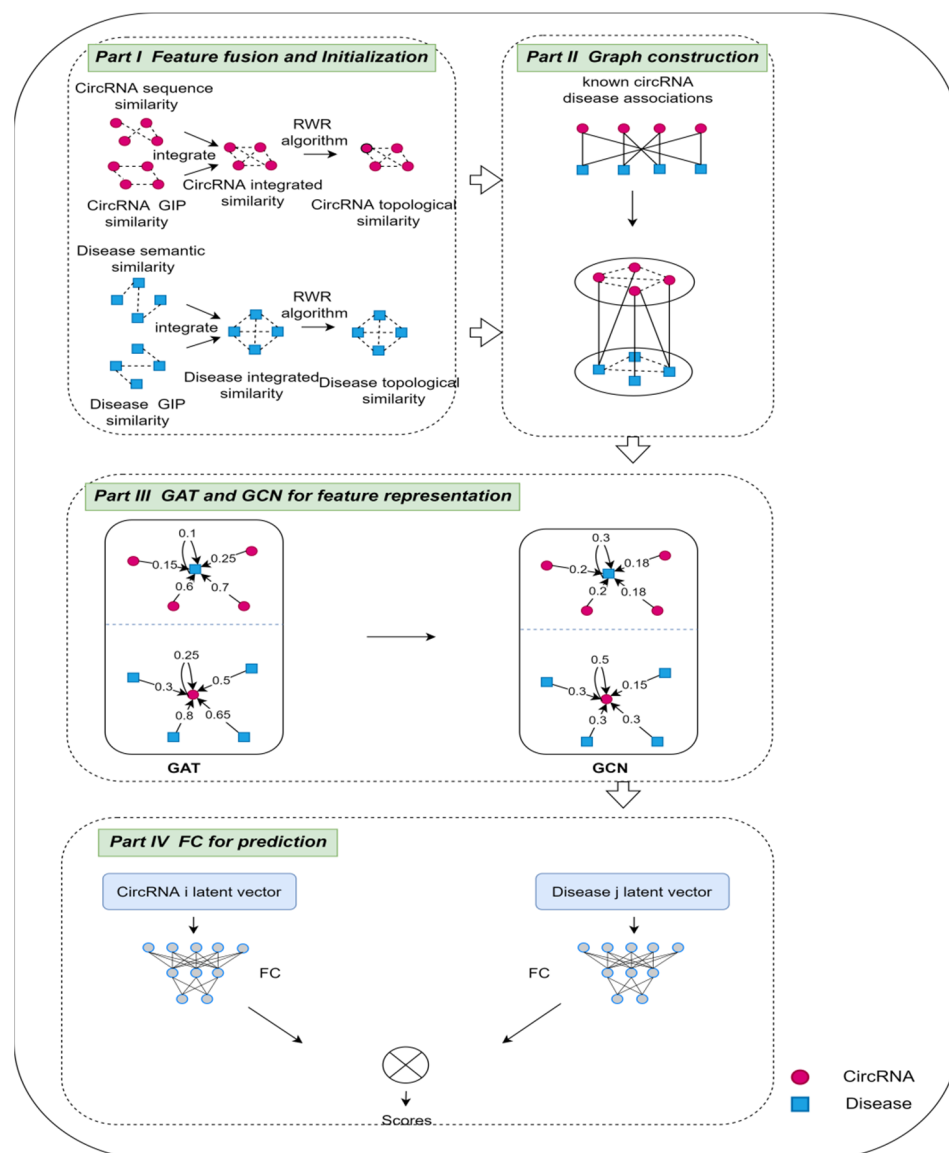 Part I Feature fusion and Initialization
CircRNA sequence
similarity
integrate
CircRNA GIP
similarity
CircRNA integrated
similarity
RWR
algorithm
CircRNA topological
similarity
Disease semantic
similarity
integrate
Disease GIP
similarity
Disease integrated
similarity
RWR
algorithm
Disease topological
similarity
Part II Graph construction
known circRNA
disease associations
Part III GAT and GCN for feature representation
0.1
0.15
0.25
0.6
0.7
0.25
0.3
0.5
0.8
0.65
GAT
0.3
0.2
0.18
0.2
0.18
0.5
0.3
0.15
0.3
0.3
GCN
Part IV FC for prediction
CircRNA i latent vector
FC
Disease j latent vector
FC
Scores
CircRNA
Disease